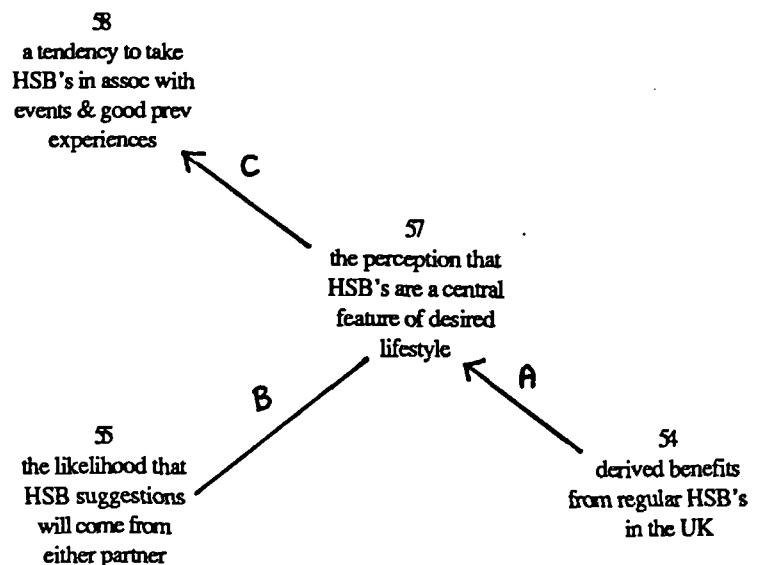 58
a tendency to take
HSB's in assoc with
events & good prev
experiences
C
57
the perception that
HSB's are a central
feature of desired
lifestyle
B
A
55
the likelihood that
HSB suggestions
will come from
either partner
54
derived benefits
from regular HSB's
in the UK